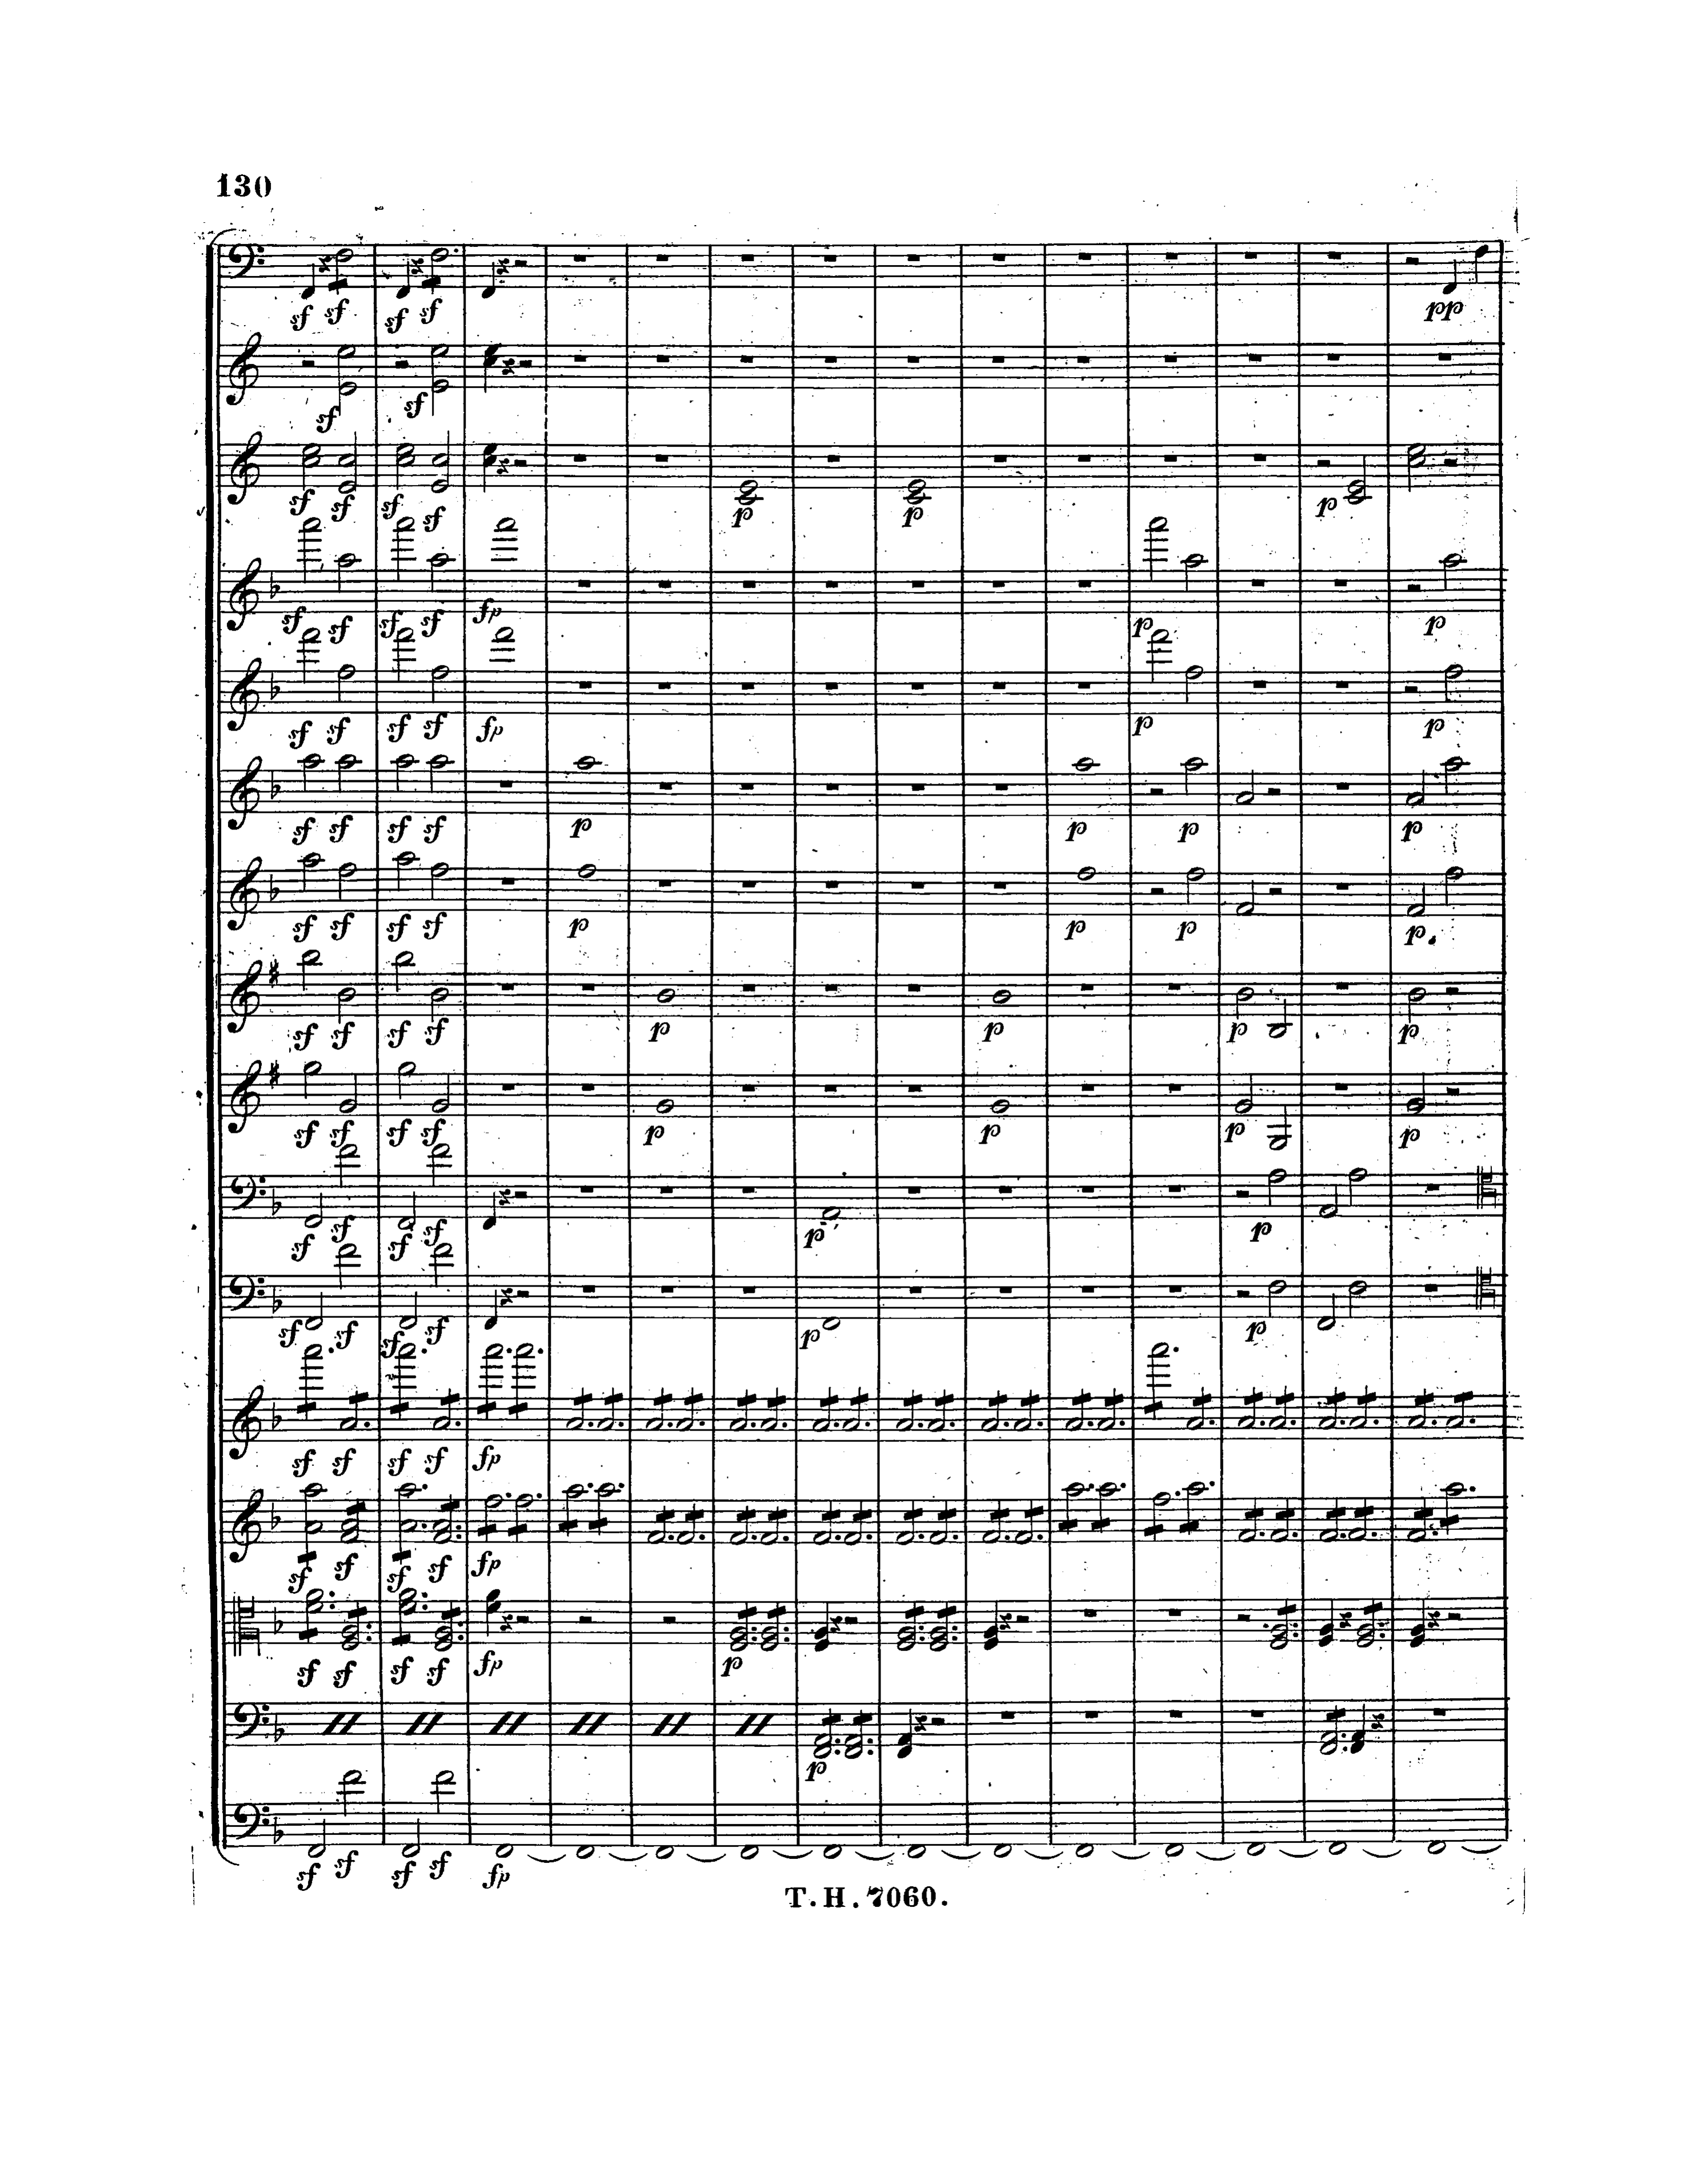 130
sf sf sf sf pp
sf sf
sf sf sf sf p p p
sf sf sf sf fp p p
sf sf sf sf fp p p
sf sf sf sf p p p p
sf sf sf sf p p p p.
sf sf sf sf p p p p
sf sf sf sf p p p p
sf sf sf sf p p
sf sf sf sf p p
sf sf sf sf fp
sf sf sf sf fp
sf sf sf sf fp p
p
sf sf sf sf fp
T. H. 7060.